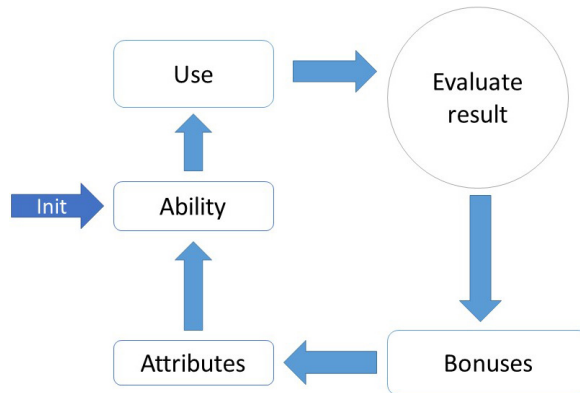 Use
Evaluate
result
Init
Ability
Attributes
Bonuses